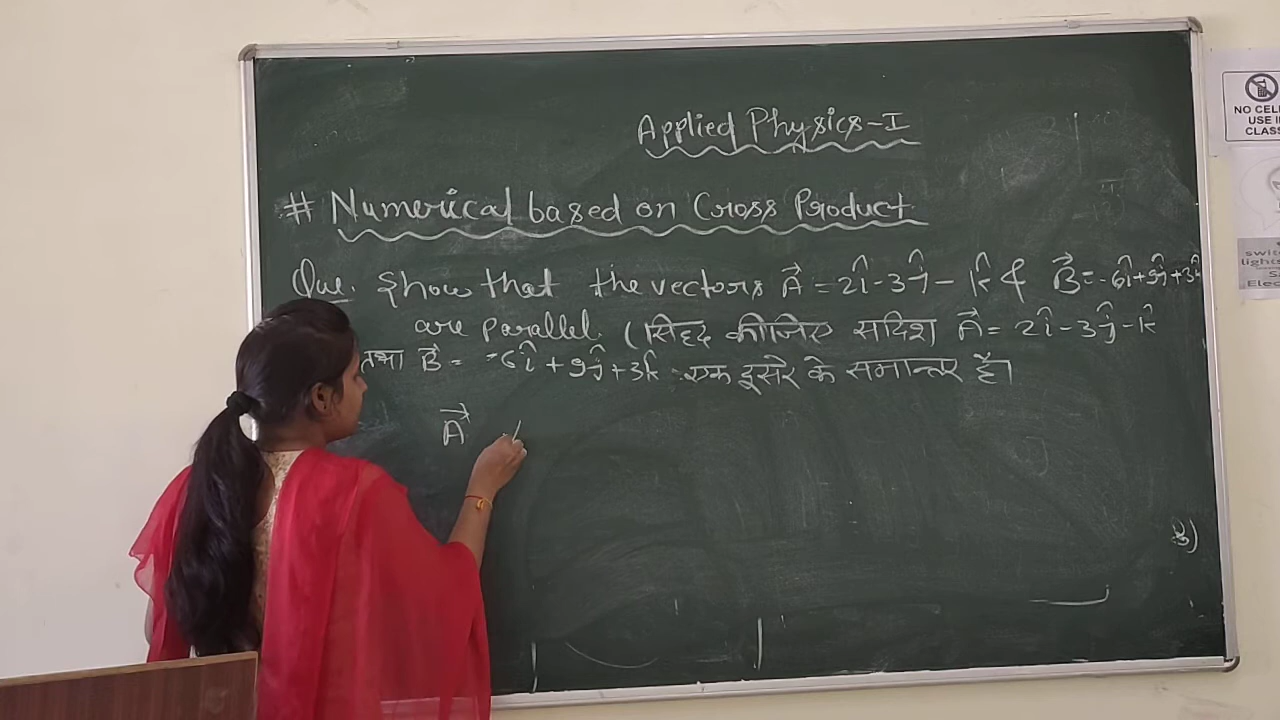 Applied Physics-I
# Numerical based on Cross Product
Que. Show that the vectors A⃗ = 2î-3ĵ-k̂ & B⃗=-6î+9ĵ+3k̂
are parallel. (सिद्ध कीजिए सदिश A⃗ = 2î-3ĵ-k̂
तथा B⃗ = -6î+9ĵ+3k̂ एक दूसरे के समान्तर हैं।
A⃗
NO CELL
USE I
CLASS